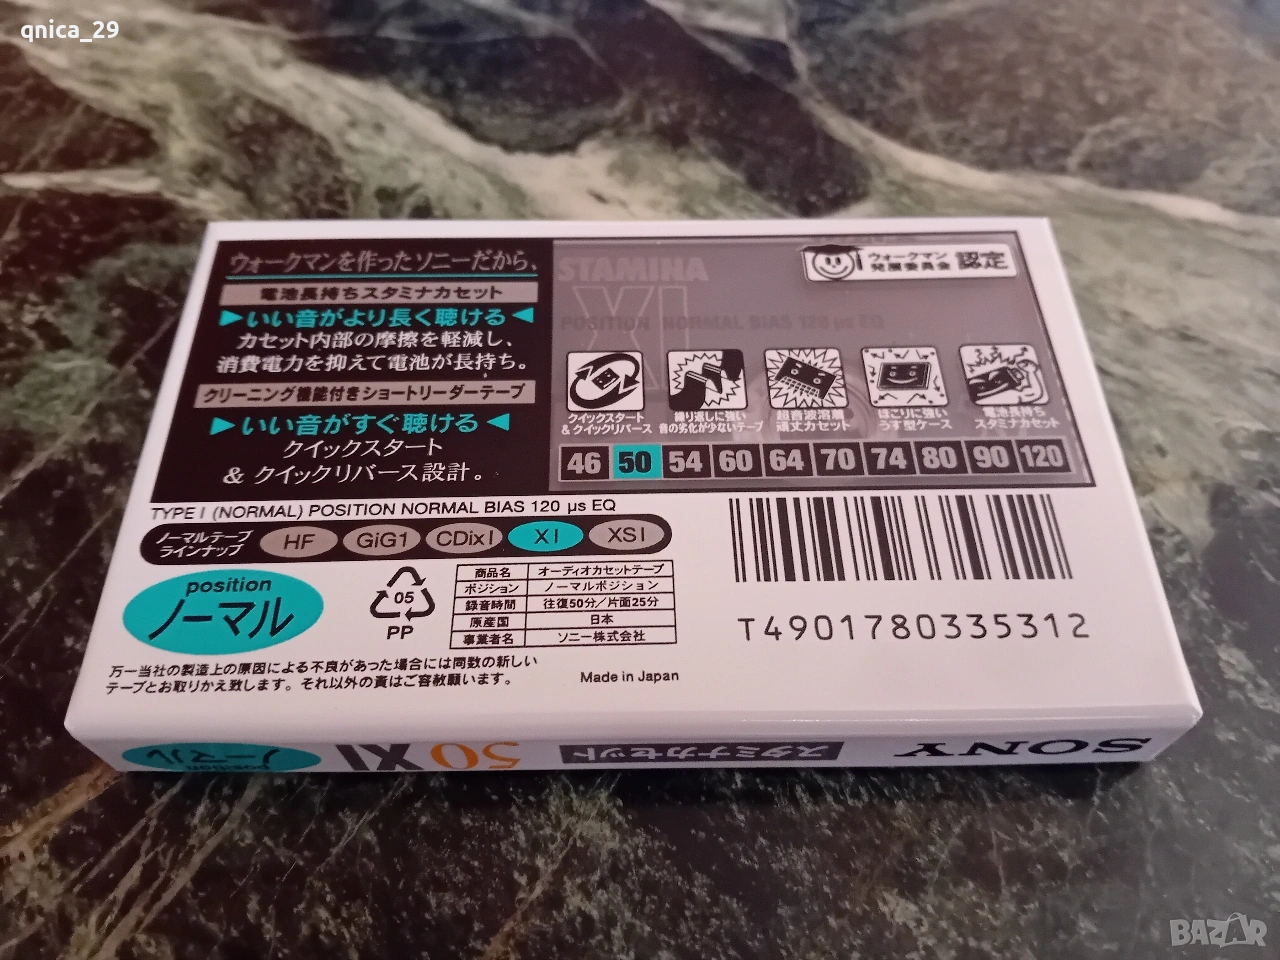 qnica_29
ウォークマンを作ったソニーだから、
電池長持ちスタミナカセット
▶いい音がより長く聴ける◀
カセット内部の摩擦を軽減し、
消費電力を抑えて電池が長持ち。
クリーニング機能付きショートリーダーテープ
▶いい音がすぐ聴ける◀
クイックスタート
& クイックリバース設計。
STAMINA
XI
POSITION NORMAL BIAS 120 µs EQ
ウォークマン
発展委員会 認定
クイックスタート
& クイックリバース
繰り返しに強い
音の劣化が少ないテープ
超音波溶着
頑丈カセット
ほこりに強い
うす型ケース
電池長持ち
スタミナカセット
46 50 54 60 64 70 74 80 90 120
TYPE I (NORMAL) POSITION NORMAL BIAS 120 µs EQ
ノーマルテープ
ラインナップ
HF GiG1 CDixI XI XSI
position
ノーマル
05
PP
商品名 オーディオカセットテープ
ポジション ノーマルポジション
録音時間 往復50分/片面25分
原産国 日本
事業者名 ソニー株式会社
T4901780335312
万一当社の製造上の原因による不良があった場合には同数の新しい
テープとお取りかえ致します。それ以外の責はご容赦願います。
Made in Japan
SONY スタミナカセット 50 XI position ノーマル
BAZAR